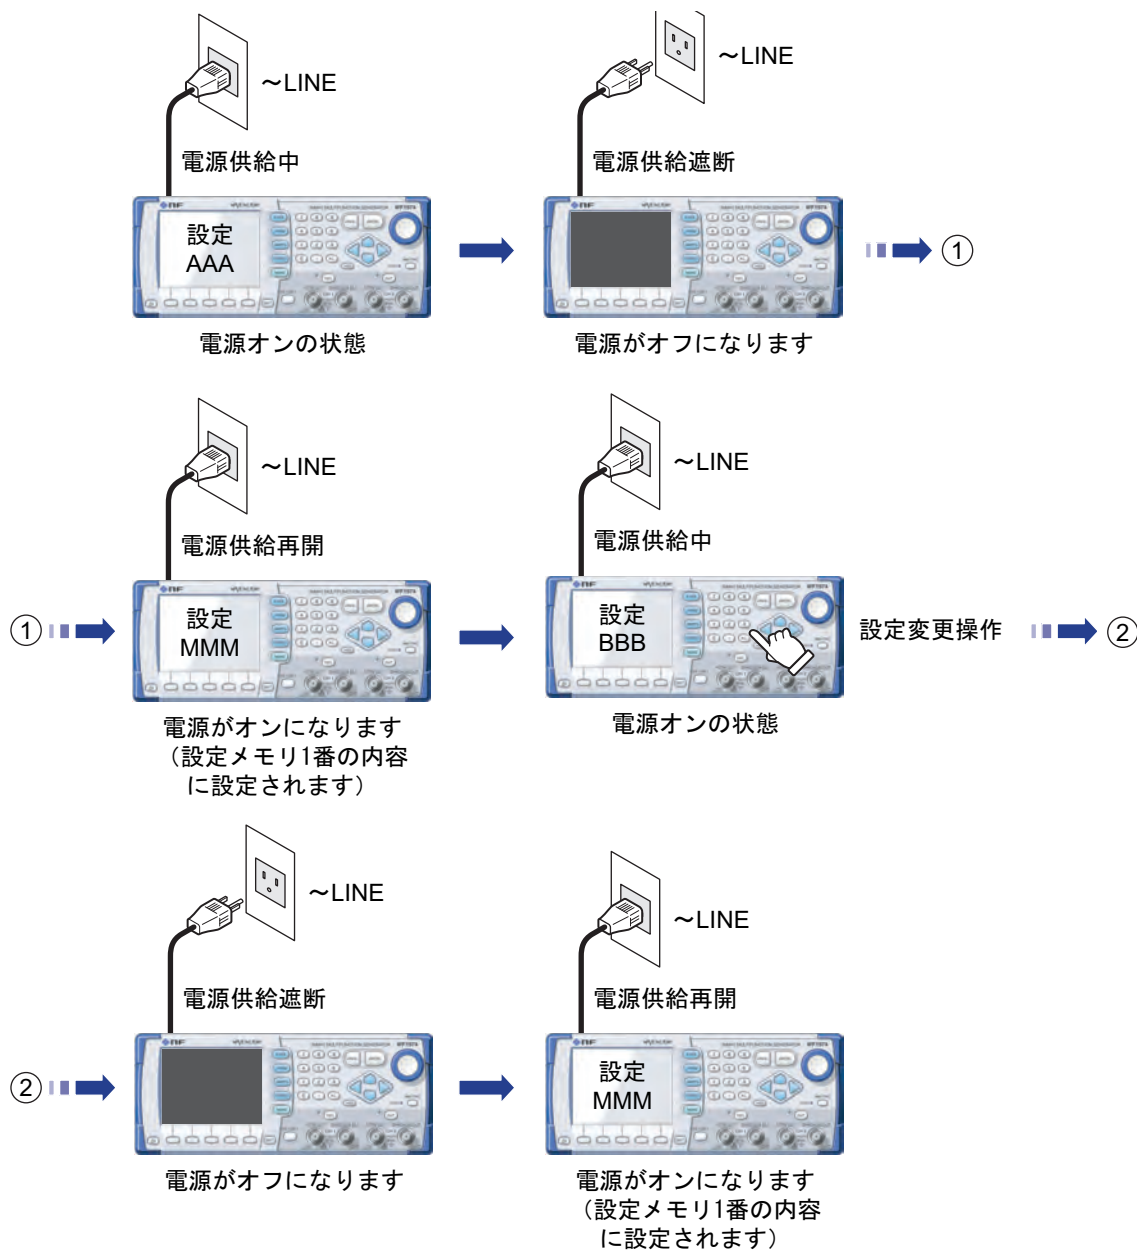 ～LINE
電源供給中
設定
AAA
電源オンの状態
～LINE
電源供給遮断
電源がオフになります
①
～LINE
電源供給再開
①
設定
MMM
電源がオンになります
（設定メモリ1番の内容
に設定されます）
～LINE
電源供給中
設定
BBB
電源オンの状態
設定変更操作
②
～LINE
電源供給遮断
②
電源がオフになります
～LINE
電源供給再開
設定
MMM
電源がオンになります
（設定メモリ1番の内容
に設定されます）